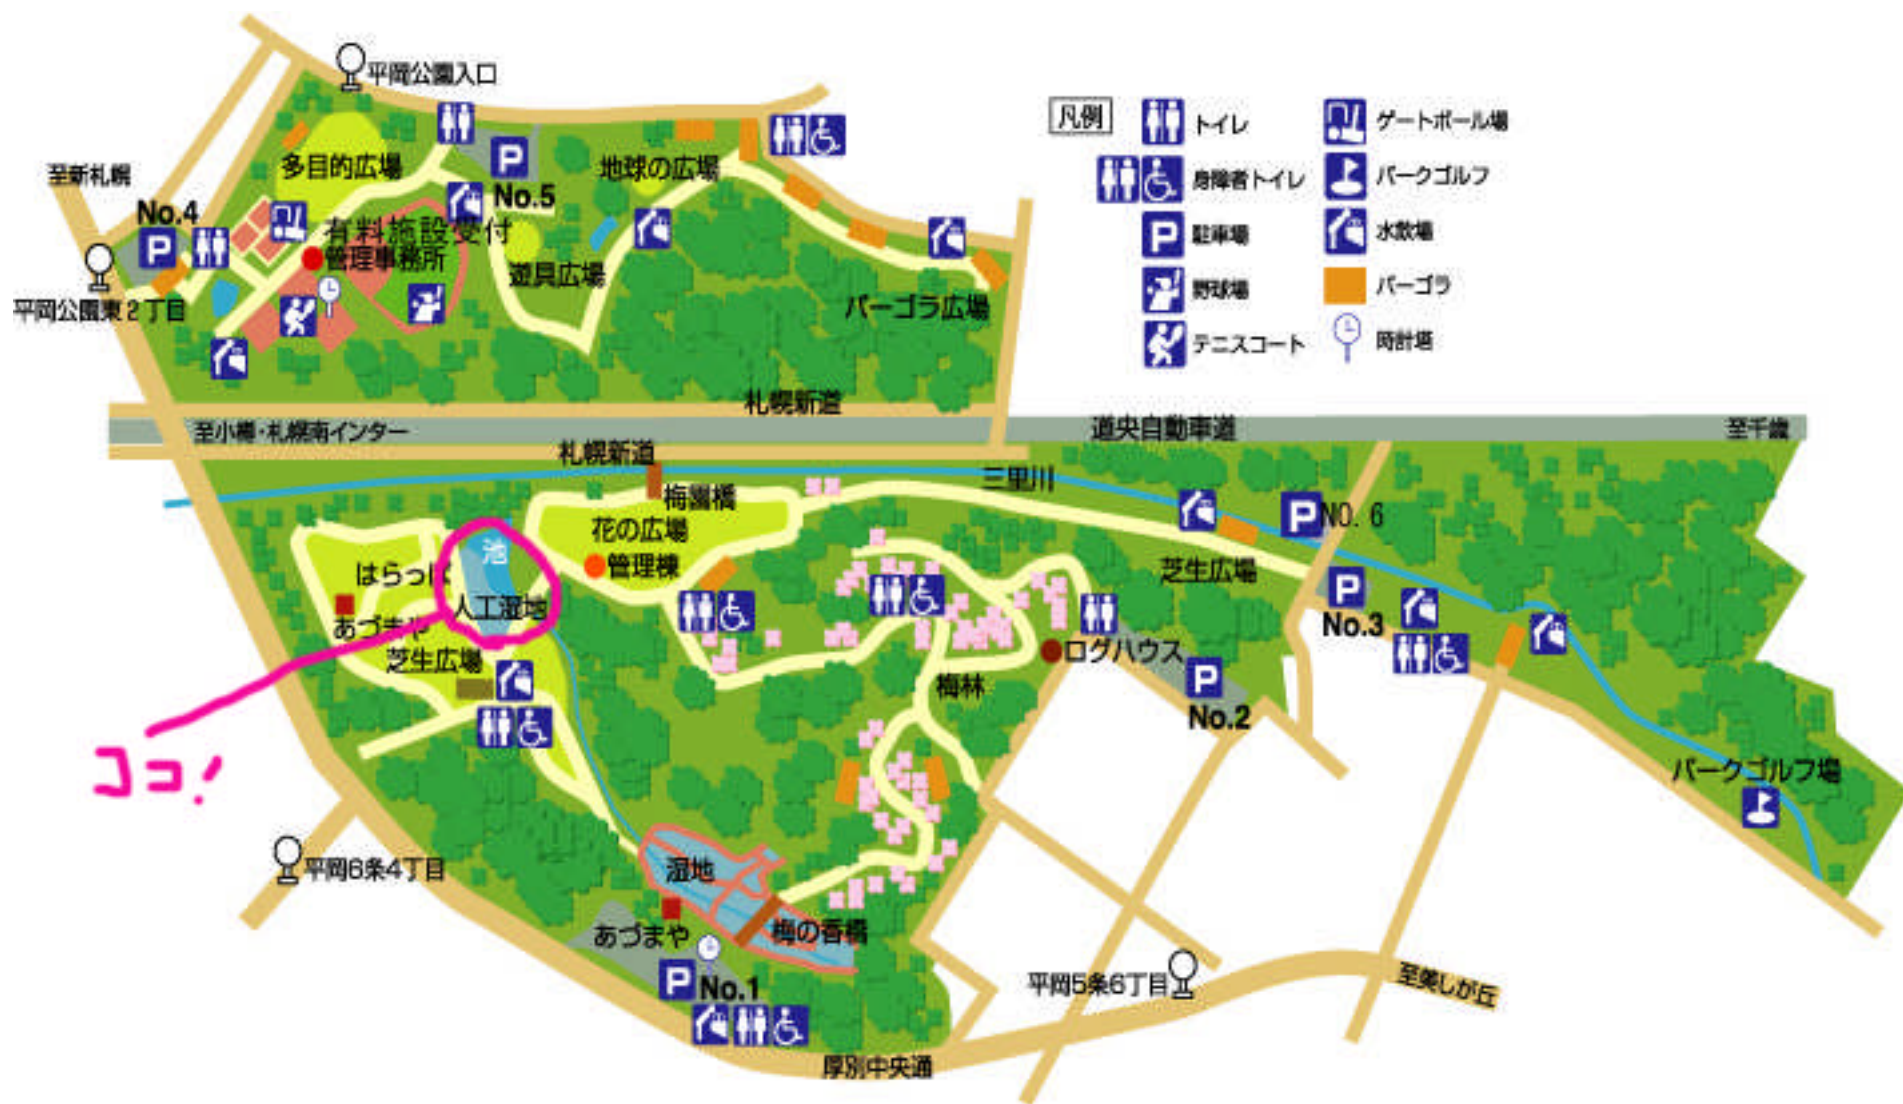 平岡公園入口
凡例
トイレ
ゲートボール場
至新札幌
多目的広場
地球の広場
身障者トイレ
パークゴルフ
No.4
No.5
有料施設受付
駐車場
水飲場
管理事務所
遊具広場
野球場
パーゴラ
平岡公園東2丁目
パーゴラ広場
テニスコート
時計塔
札幌新道
至小樽・札幌南インター
道央自動車道
至千歳
札幌新道
三里川
梅園橋
NO.6
花の広場
池
はらっぱ
管理棟
芝生広場
人工湿地
あづまや
No.3
芝生広場
ログハウス
梅林
No.2
ココ!
パークゴルフ場
平岡6条4丁目
湿地
あづまや
梅の香橋
No.1
平岡5条6丁目
至美しが丘
厚別中央通